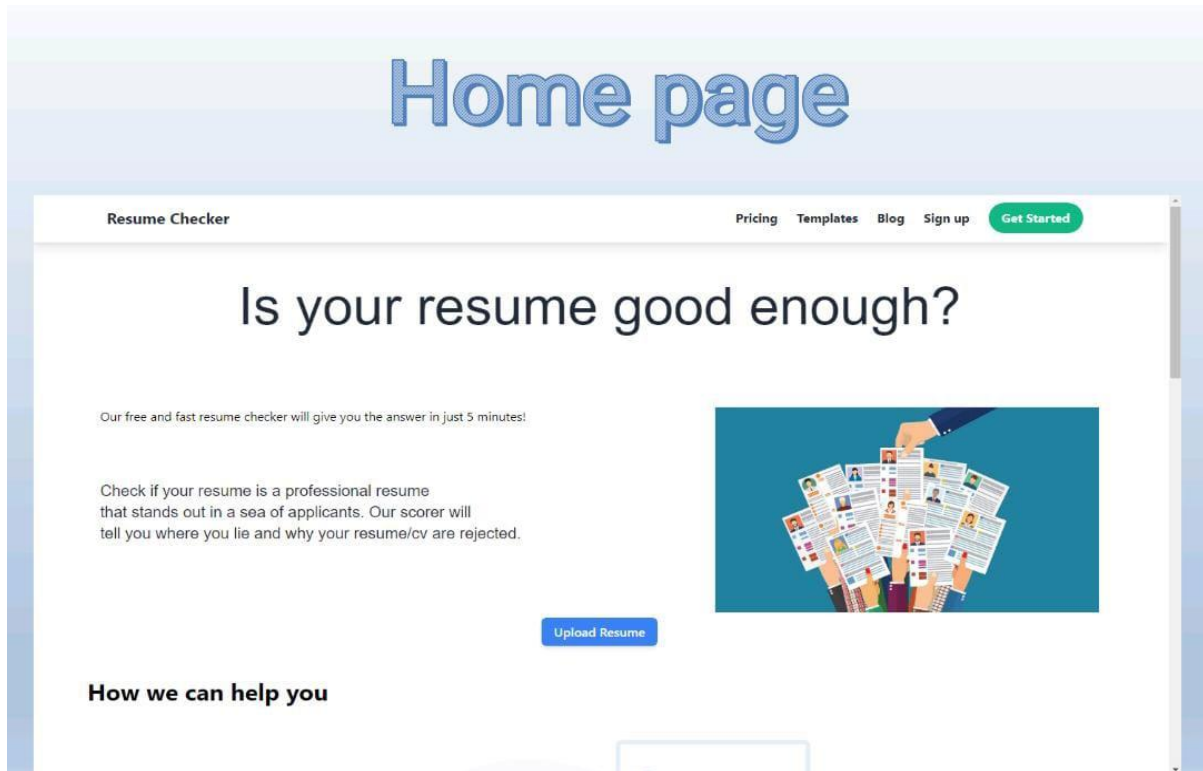 Home page
Resume Checker
Pricing Templates Blog Sign up Get Started
Is your resume good enough?
Our free and fast resume checker will give you the answer in just 5 minutes!
Check if your resume is a professional resume
that stands out in a sea of applicants. Our scorer will
tell you where you lie and why your resume/cv are rejected.
Upload Resume
How we can help you